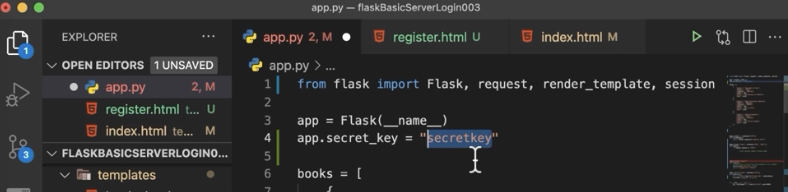 app.py — flaskBasicServerLogin003
EXPLORER ...
app.py 2, M ● register.html U index.html M ...
OPEN EDITORS 1 UNSAVED
app.py > ...
● app.py 2, M
1 from flask import Flask, request, render_template, session
register.html t... U
2
index.html te... M
3 app = Flask(__name__)
4 app.secret_key = "secretkey"
FLASKBASICSERVERLOGIN0...
5
templates
6 books = [
7 {
1
3